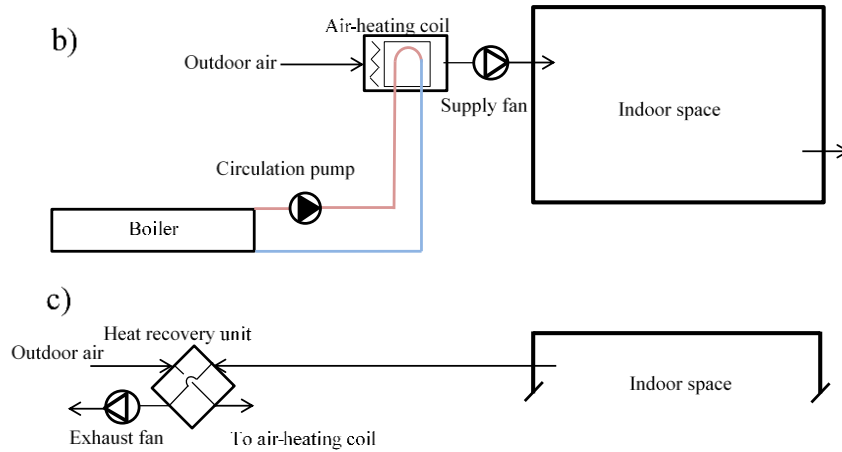 b)
Air-heating coil
Outdoor air
Supply fan
Indoor space
Circulation pump
Boiler
c)
Heat recovery unit
Outdoor air
Indoor space
Exhaust fan
To air-heating coil